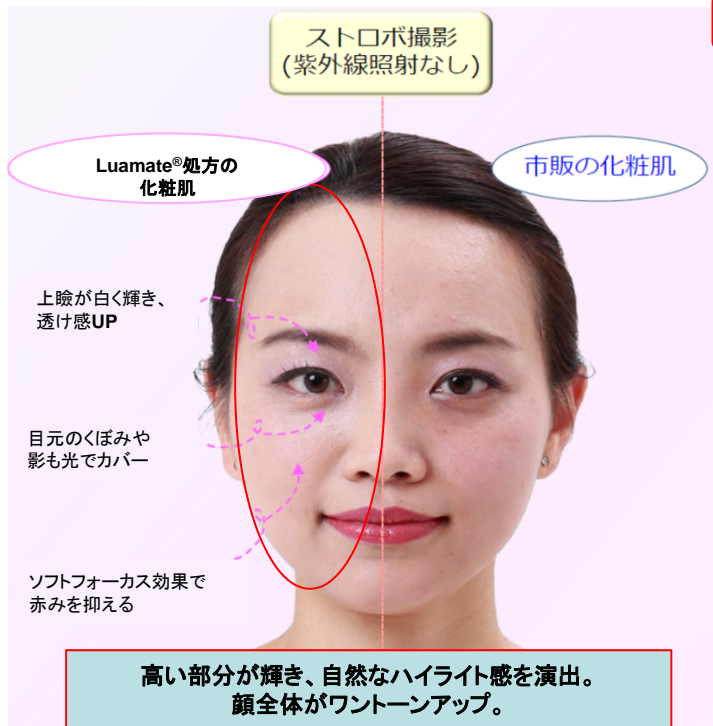 ストロボ撮影
(紫外線照射なし)
Luamate®処方の
化粧肌
市販の化粧肌
上瞼が白く輝き、
透け感UP
目元のくぼみや
影も光でカバー
ソフトフォーカス効果で
赤みを抑える
高い部分が輝き、自然なハイライト感を演出。
顔全体がワントーンアップ。